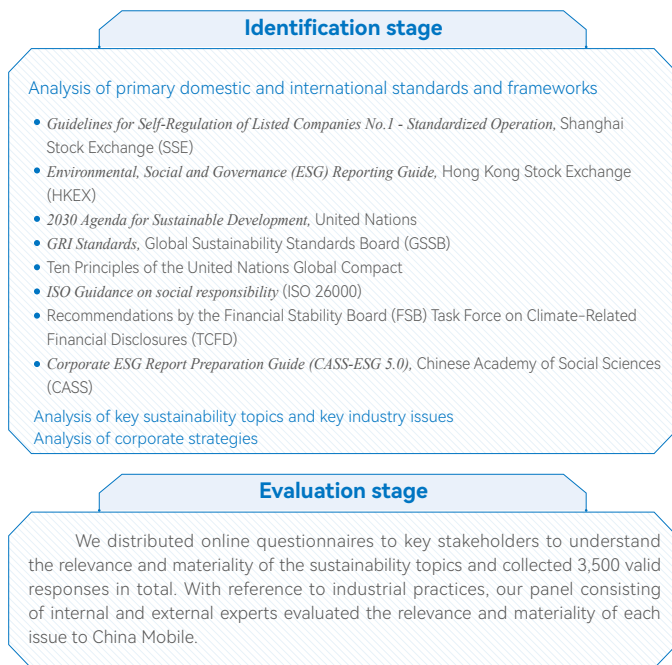 Identification stage
Analysis of primary domestic and international standards and frameworks
• Guidelines for Self-Regulation of Listed Companies No.1 - Standardized Operation, Shanghai
Stock Exchange (SSE)
• Environmental, Social and Governance (ESG) Reporting Guide, Hong Kong Stock Exchange
(HKEX)
• 2030 Agenda for Sustainable Development, United Nations
• GRI Standards, Global Sustainability Standards Board (GSSB)
• Ten Principles of the United Nations Global Compact
• ISO Guidance on social responsibility (ISO 26000)
• Recommendations by the Financial Stability Board (FSB) Task Force on Climate-Related
Financial Disclosures (TCFD)
• Corporate ESG Report Preparation Guide (CASS-ESG 5.0), Chinese Academy of Social Sciences
(CASS)
Analysis of key sustainability topics and key industry issues
Analysis of corporate strategies
Evaluation stage
We distributed online questionnaires to key stakeholders to understand
the relevance and materiality of the sustainability topics and collected 3,500 valid
responses in total. With reference to industrial practices, our panel consisting
of internal and external experts evaluated the relevance and materiality of each
issue to China Mobile.